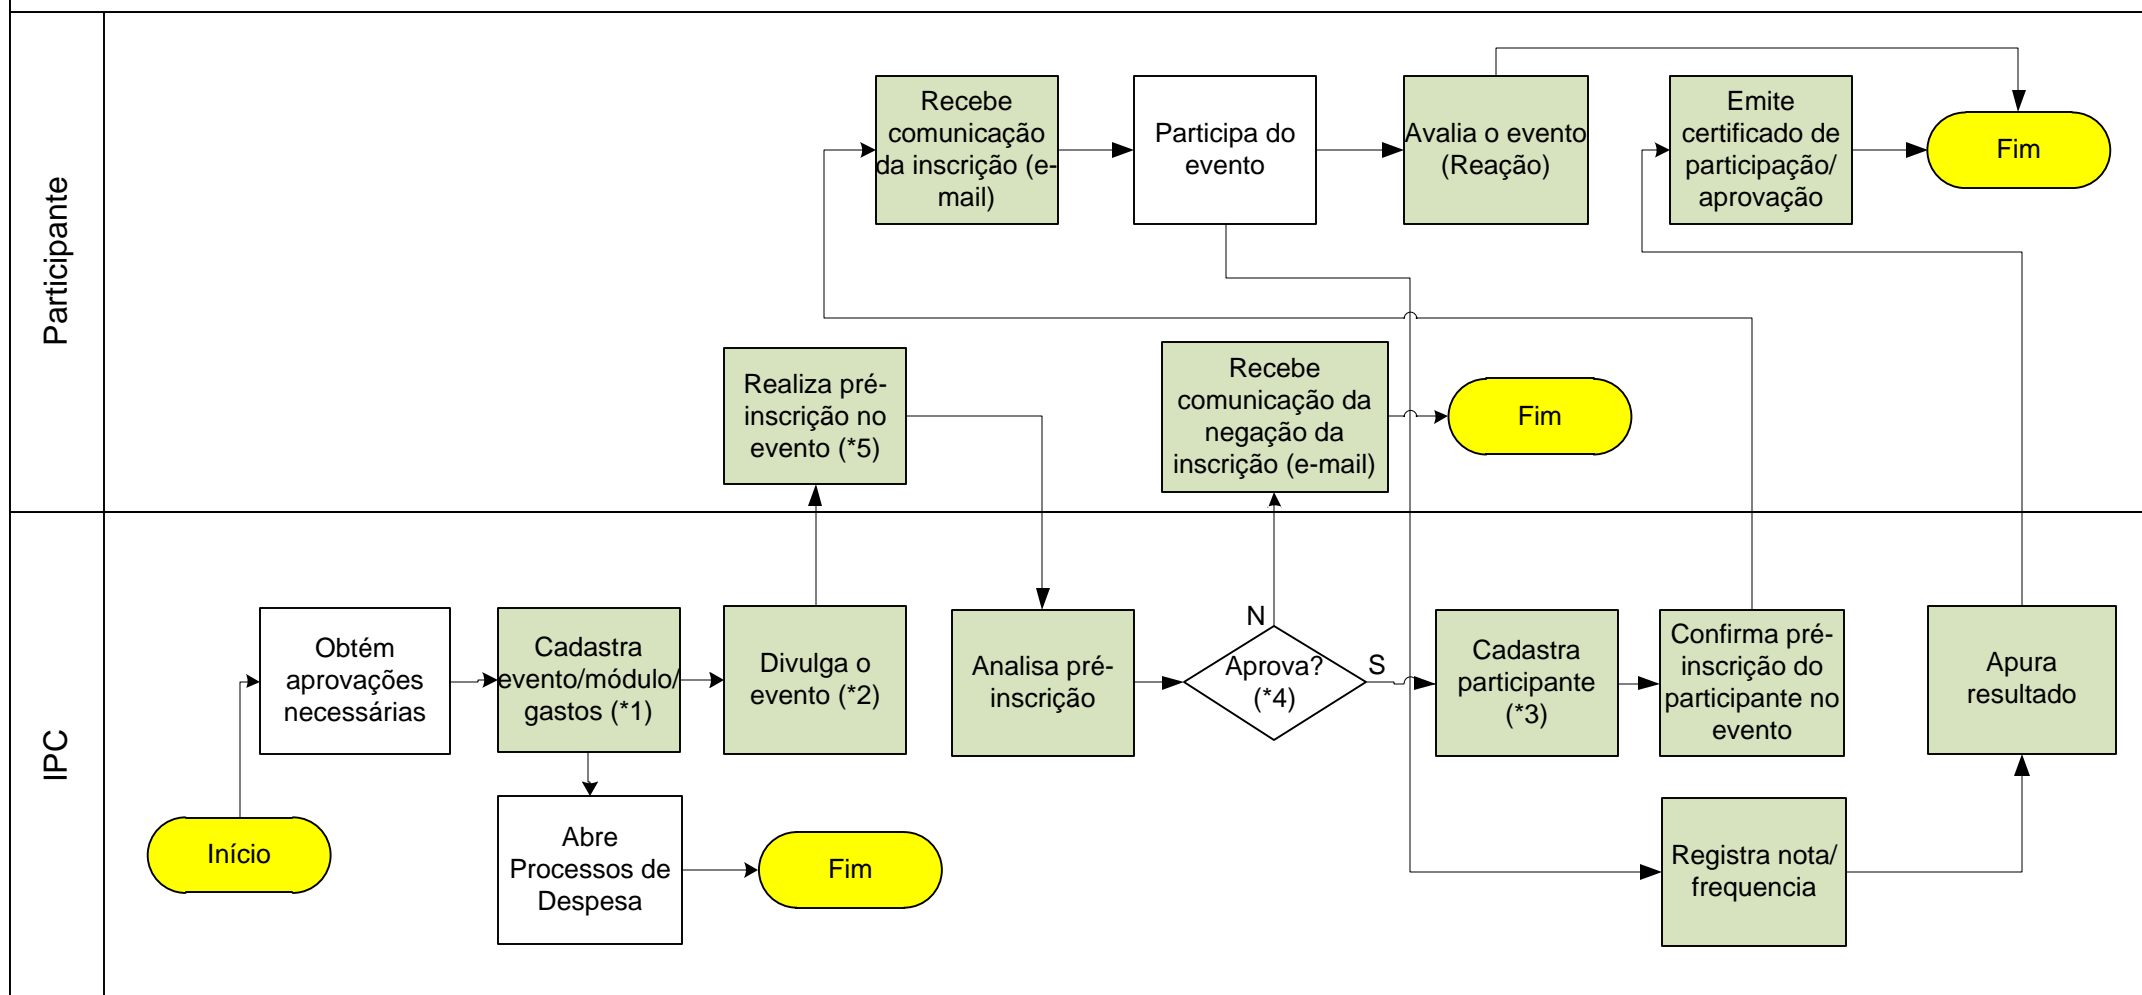 Participante
Recebe
comunicação
da inscrição (e-
mail)
Participa do
evento
Avalia o evento
(Reação)
Emite
certificado de
participação/
aprovação
Fim
Realiza pré-
inscrição no
evento (*5)
Recebe
comunicação da
negação da
inscrição (e-mail)
Fim
IPC
Início
Obtém
aprovações
necessárias
Cadastra
evento/módulo/
gastos (*1)
Divulga o
evento (*2)
Analisa pré-
inscrição
N
Aprova?
(*4)
S
Cadastra
participante
(*3)
Confirma pré-
inscrição do
participante no
evento
Apura
resultado
Abre
Processos de
Despesa
Fim
Registra nota/
frequencia